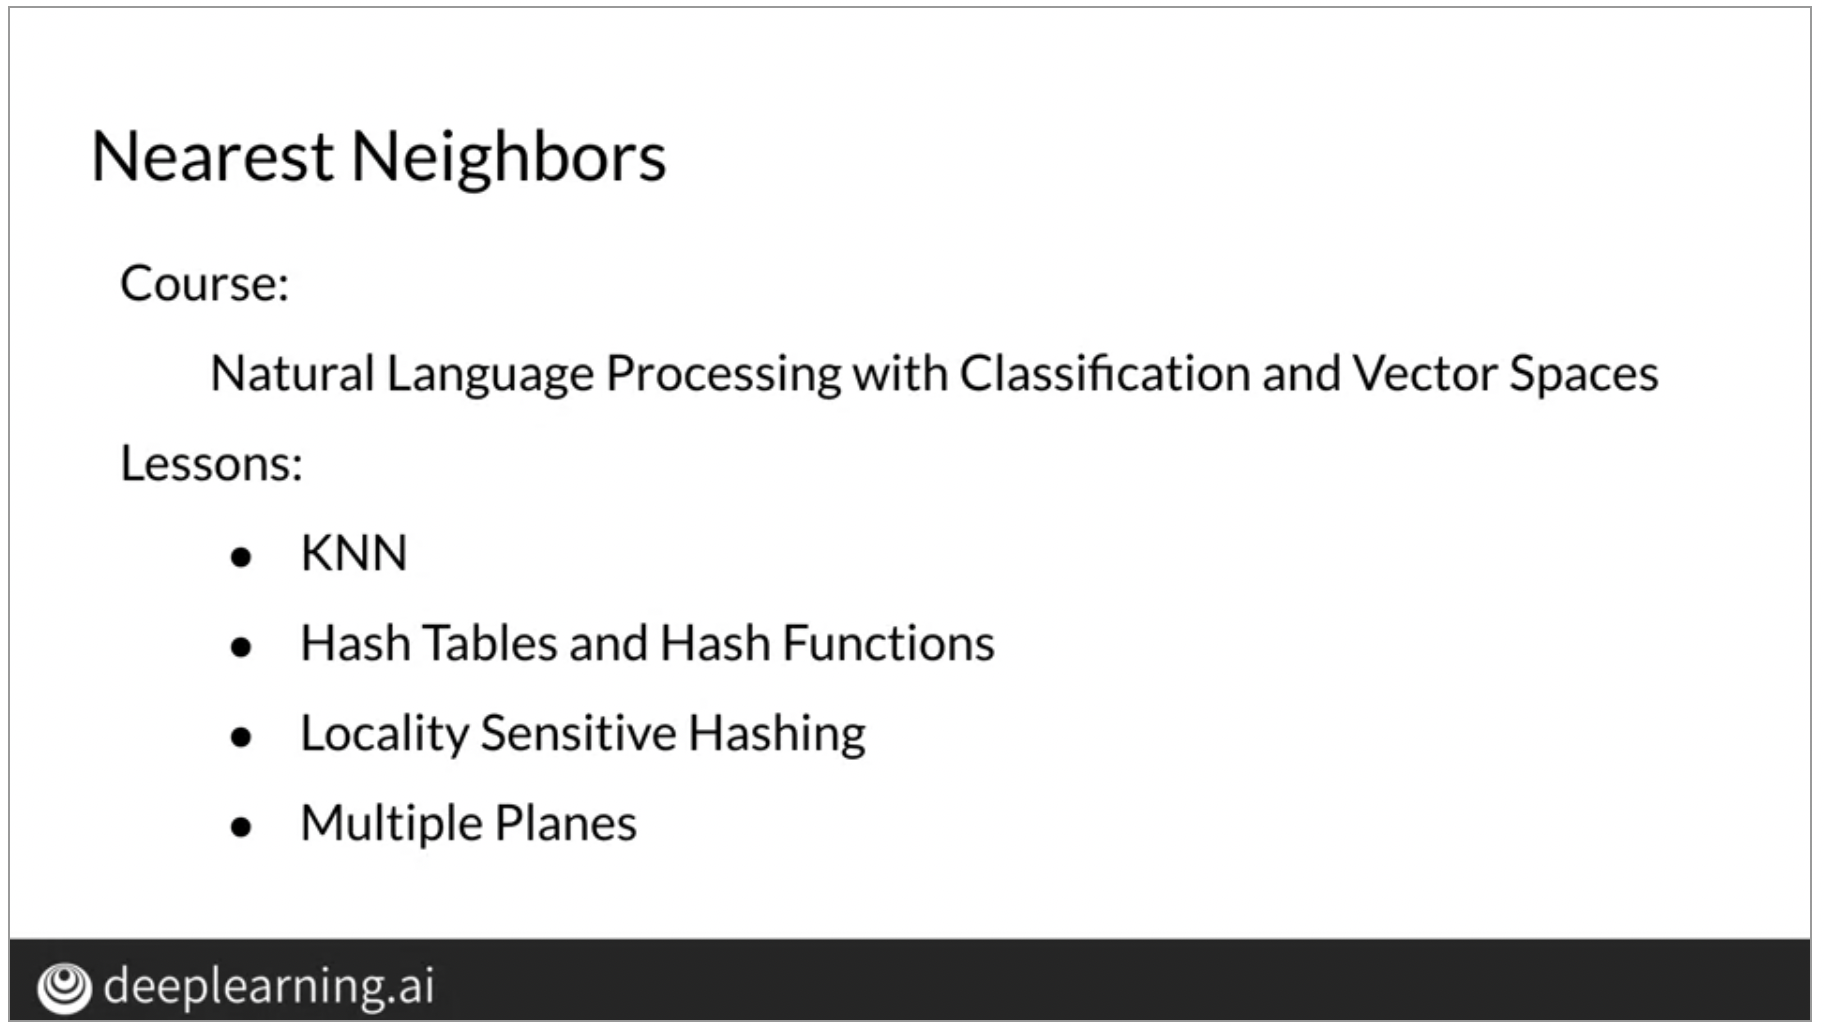 Nearest Neighbors
Course:
Natural Language Processing with Classification and Vector Spaces
Lessons:
● KNN
● Hash Tables and Hash Functions
● Locality Sensitive Hashing
● Multiple Planes
deeplearning.ai